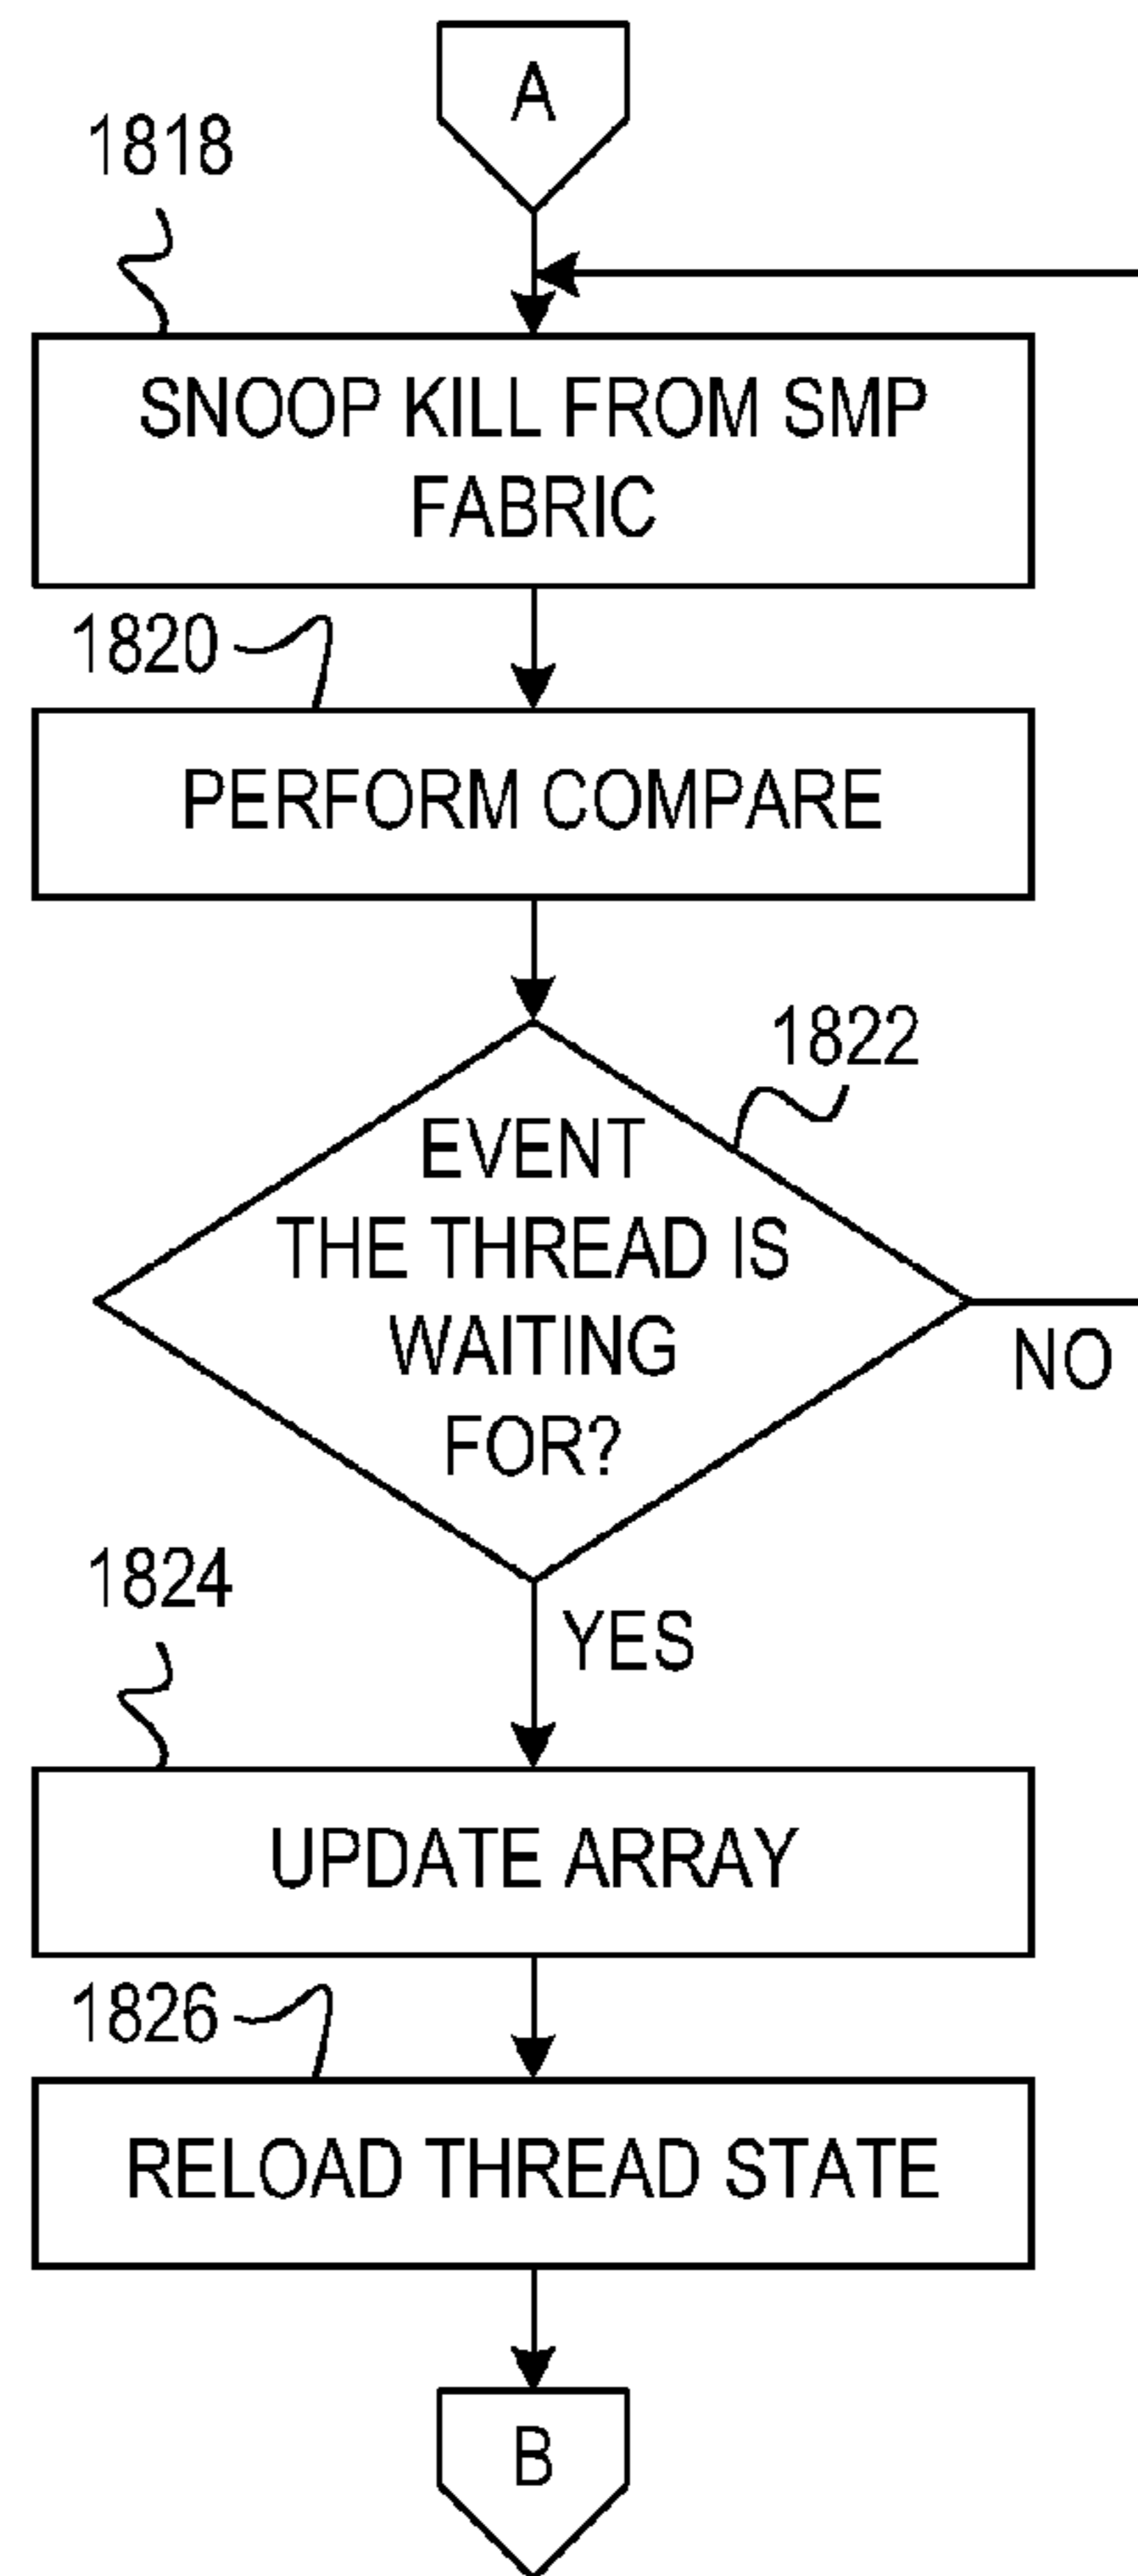 A
1818
SNOOP KILL FROM SMP
FABRIC
1820
PERFORM COMPARE
1822
EVENT
THE THREAD IS
WAITING
FOR?
NO
YES
1824
UPDATE ARRAY
1826
RELOAD THREAD STATE
B